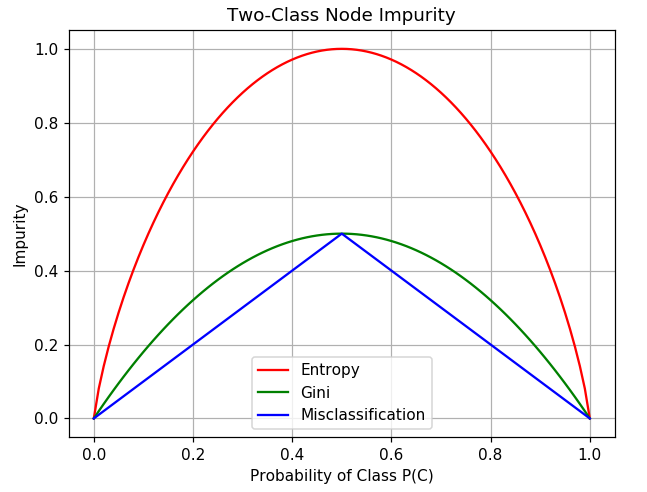 Two-Class Node Impurity
Impurity
1.0
0.8
0.6
0.4
0.2
0.0
Entropy
Gini
Misclassification
0.0 0.2 0.4 0.6 0.8 1.0
Probability of Class P(C)